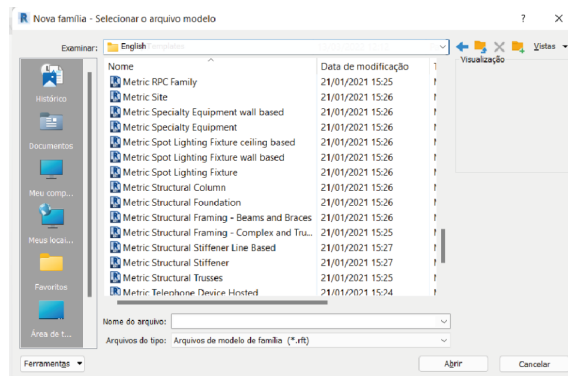 Nova família - Selecionar o arquivo modelo
Examinar: English
Vistas
Visualização
Nome Data de modificação
Metric RPC Family 21/01/2021 15:25
Metric Site 21/01/2021 15:26
Metric Specialty Equipment wall based 21/01/2021 15:26
Metric Specialty Equipment 21/01/2021 15:26
Metric Spot Lighting Fixture ceiling based 21/01/2021 15:26
Metric Spot Lighting Fixture wall based 21/01/2021 15:26
Metric Spot Lighting Fixture 21/01/2021 15:26
Metric Structural Column 21/01/2021 15:26
Metric Structural Foundation 21/01/2021 15:26
Metric Structural Framing - Beams and Braces 21/01/2021 15:26
Metric Structural Framing - Complex and Tru... 21/01/2021 15:25
Metric Structural Stiffener Line Based 21/01/2021 15:27
Metric Structural Stiffener 21/01/2021 15:27
Metric Structural Trusses 21/01/2021 15:25
Metric Telephone Device Hosted 21/01/2021 15:24
Histórico
Documentos
Meu comp...
Meus locai...
Favoritos
Área de t...
Nome do arquivo:
Arquivos do tipo: Arquivos de modelo de família (*.rft)
Ferramentas
Abrir
Cancelar